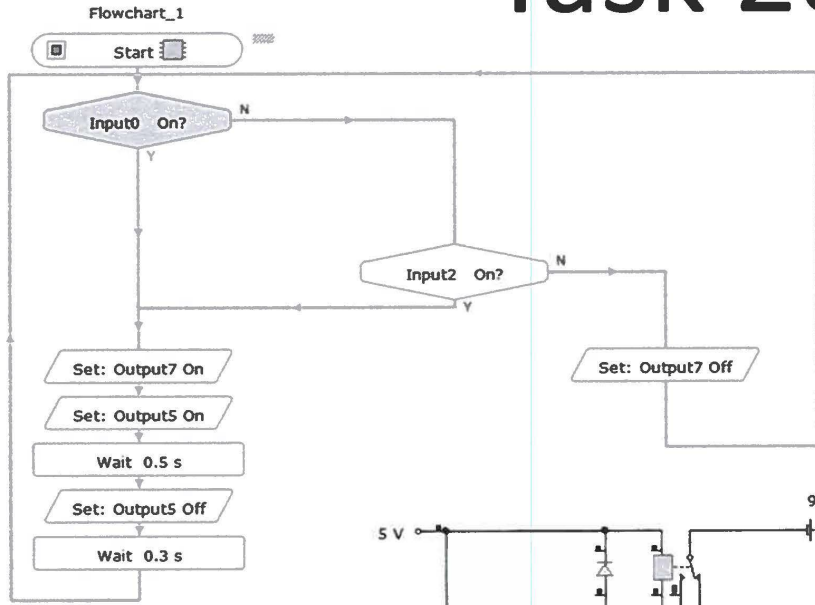 Flowchart_1
Start
Input0 On?
N
Y
Input2 On?
N
Y
Set: Output7 On
Set: Output7 Off
Set: Output5 On
Wait 0.5 s
Set: Output5 Off
Wait 0.3 s
5 V
9